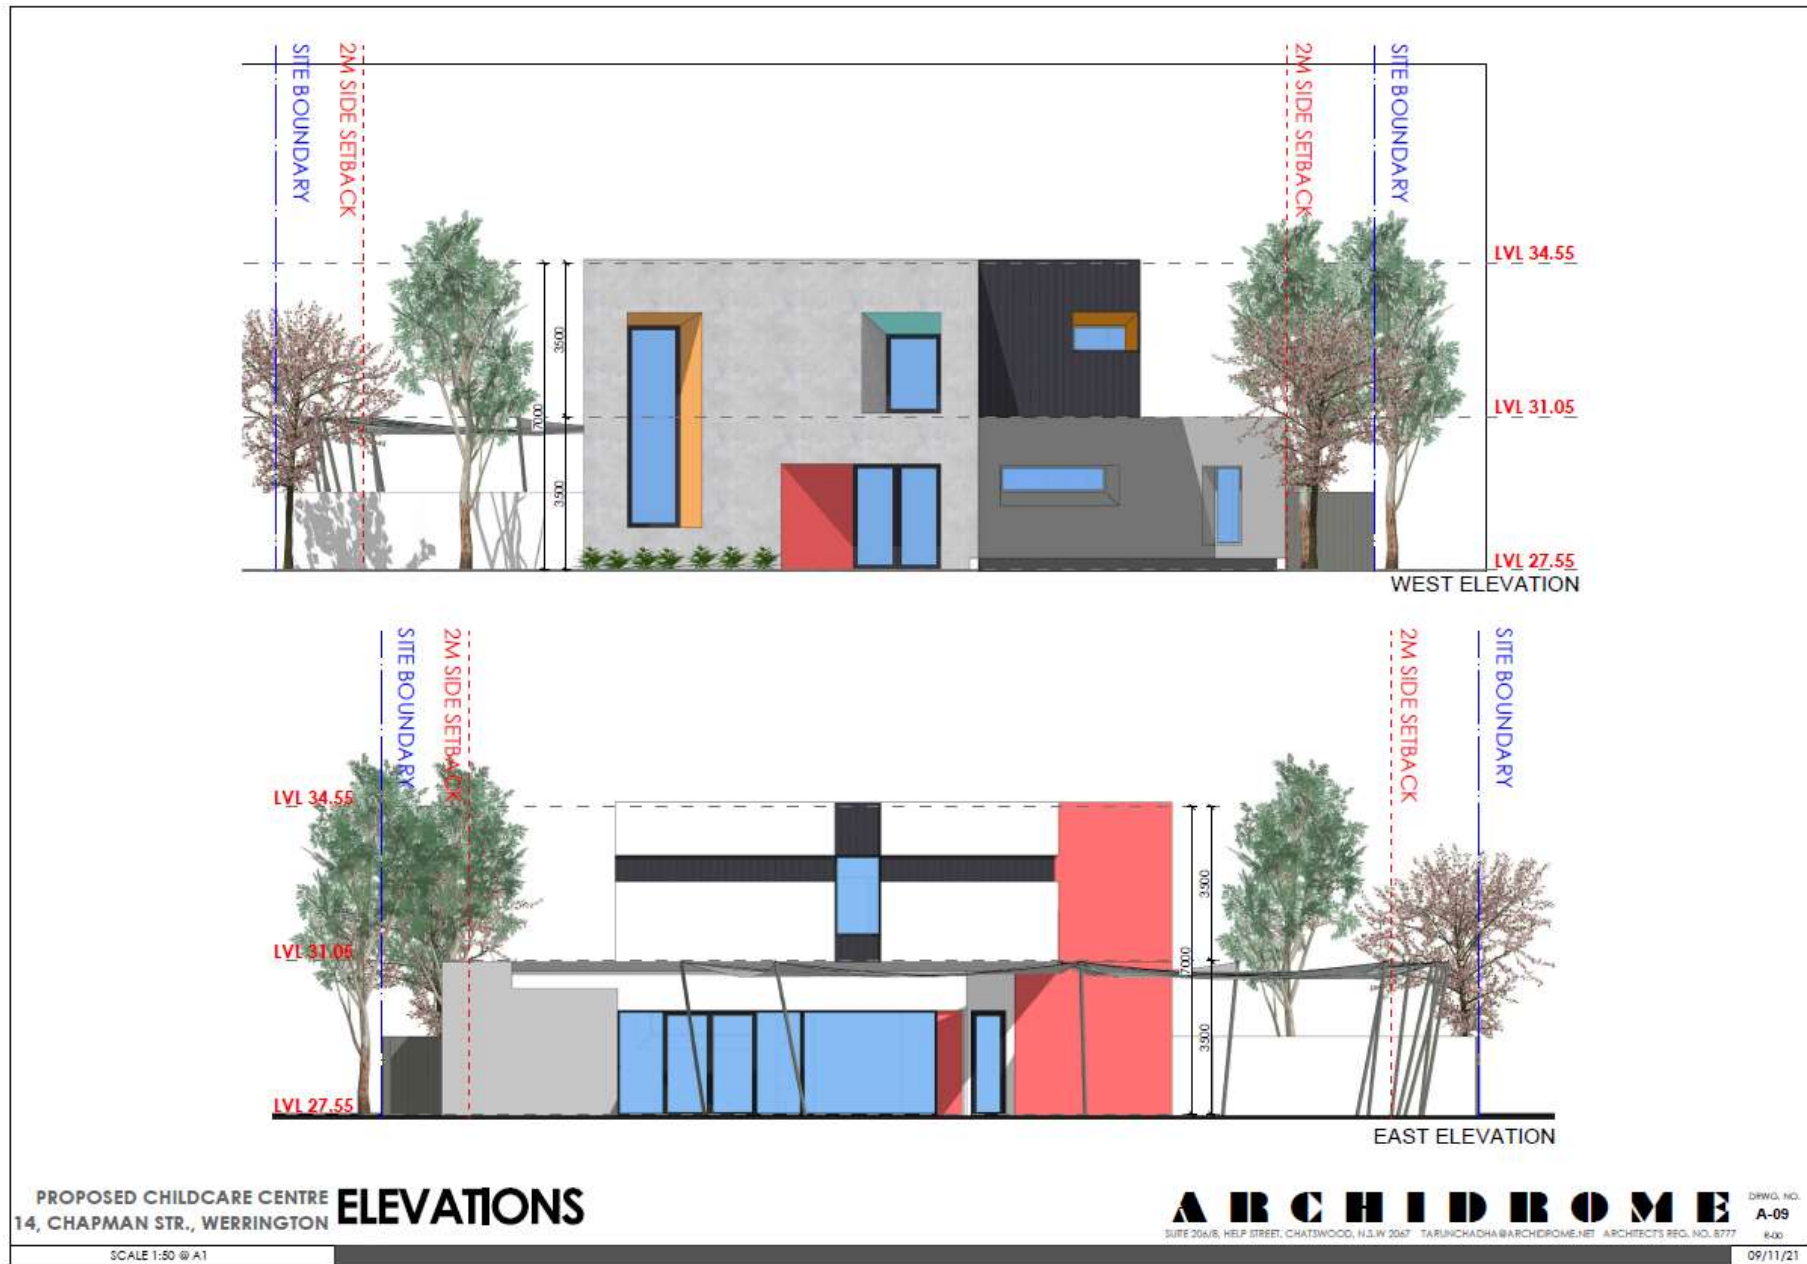 SITE BOUNDARY
2M SIDE SETBACK
2M SIDE SETBACK
SITE BOUNDARY
LVL 34.55
3500
7000
LVL 31.05
3500
LVL 27.55
WEST ELEVATION
SITE BOUNDARY
2M SIDE SETBACK
2M SIDE SETBACK
SITE BOUNDARY
LVL 34.55
3500
LVL 31.05
7000
3500
LVL 27.55
EAST ELEVATION
PROPOSED CHILDCARE CENTRE
14, CHAPMAN STR., WERRINGTON
ELEVATIONS
SCALE 1:50 @ A1
ARCHIDROME
SUITE 206/8, HELP STREET, CHATSWOOD, N.S.W 2067 TARUNCHADHA@ARCHIDROME.NET ARCHITECTS REG. NO. 8777
DRWG. NO.
A-09
R-00
09/11/21